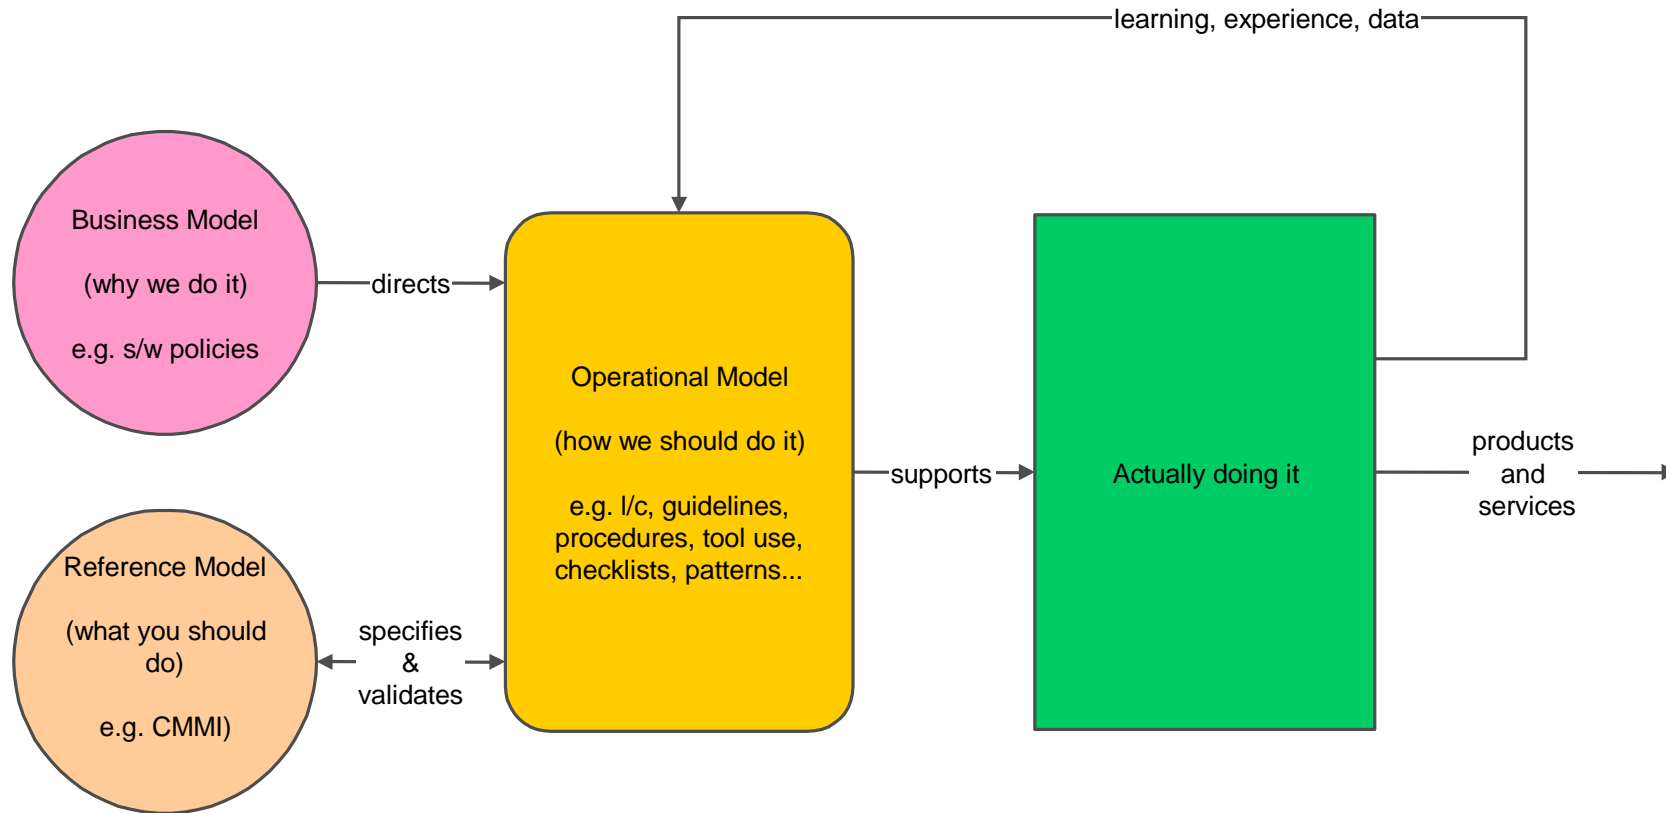 learning, experience, data
Business Model
(why we do it)
e.g. s/w policies
directs
Operational Model
(how we should do it)
e.g. l/c, guidelines,
procedures, tool use,
checklists, patterns...
supports
Actually doing it
products
and
services
Reference Model
(what you should
do)
e.g. CMMI)
specifies
&
validates